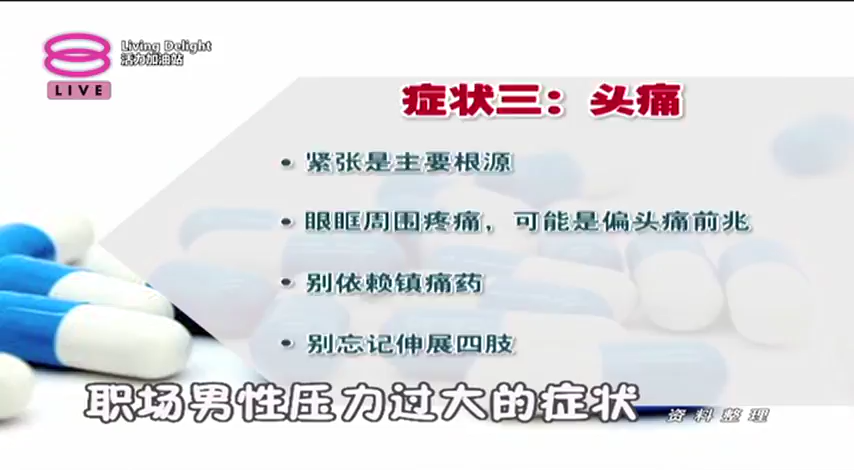 Living Delight
活力加油站
LIVE
症状三：头痛
• 紧张是主要根源
• 眼眶周围疼痛，可能是偏头痛前兆
• 别依赖镇痛药
• 别忘记伸展四肢
职场男性压力过大的症状
资料整理